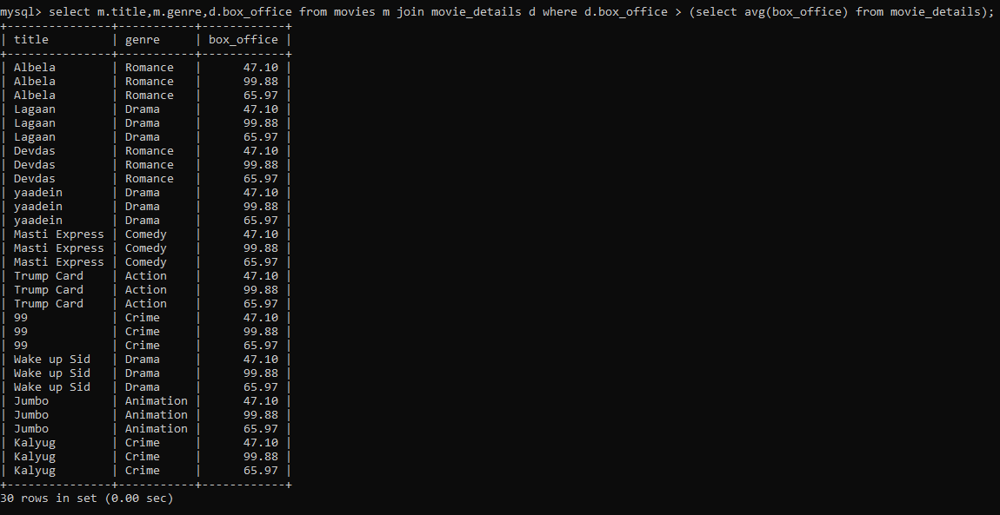 mysql> select m.title,m.genre,d.box_office from movies m join movie_details d where d.box_office > (select avg(box_office) from movie_details);
+---------------+-----------+------------+
| title         | genre     | box_office |
+---------------+-----------+------------+
| Albela        | Romance   |      47.10 |
| Albela        | Romance   |      99.88 |
| Albela        | Romance   |      65.97 |
| Lagaan        | Drama     |      47.10 |
| Lagaan        | Drama     |      99.88 |
| Lagaan        | Drama     |      65.97 |
| Devdas        | Romance   |      47.10 |
| Devdas        | Romance   |      99.88 |
| Devdas        | Romance   |      65.97 |
| yaadein       | Drama     |      47.10 |
| yaadein       | Drama     |      99.88 |
| yaadein       | Drama     |      65.97 |
| Masti Express | Comedy    |      47.10 |
| Masti Express | Comedy    |      99.88 |
| Masti Express | Comedy    |      65.97 |
| Trump Card    | Action    |      47.10 |
| Trump Card    | Action    |      99.88 |
| Trump Card    | Action    |      65.97 |
| 99            | Crime     |      47.10 |
| 99            | Crime     |      99.88 |
| 99            | Crime     |      65.97 |
| Wake up Sid   | Drama     |      47.10 |
| Wake up Sid   | Drama     |      99.88 |
| Wake up Sid   | Drama     |      65.97 |
| Jumbo         | Animation |      47.10 |
| Jumbo         | Animation |      99.88 |
| Jumbo         | Animation |      65.97 |
| Kalyug        | Crime     |      47.10 |
| Kalyug        | Crime     |      99.88 |
| Kalyug        | Crime     |      65.97 |
+---------------+-----------+------------+
30 rows in set (0.00 sec)